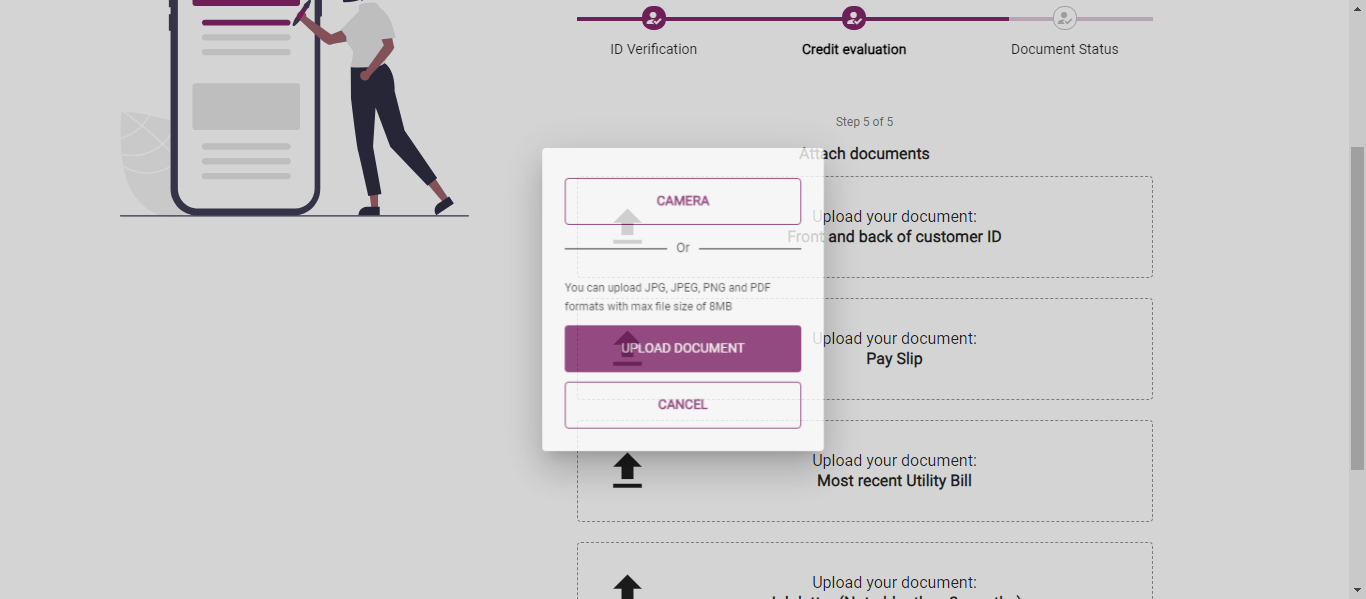 ID Verification
Credit evaluation
Document Status
Step 5 of 5
Attach documents
CAMERA
Or
You can upload JPG, JPEG, PNG and PDF
formats with max file size of 8MB
UPLOAD DOCUMENT
CANCEL
Upload your document:
Front and back of customer ID
Upload your document:
Pay Slip
Upload your document:
Most recent Utility Bill
Upload your document: